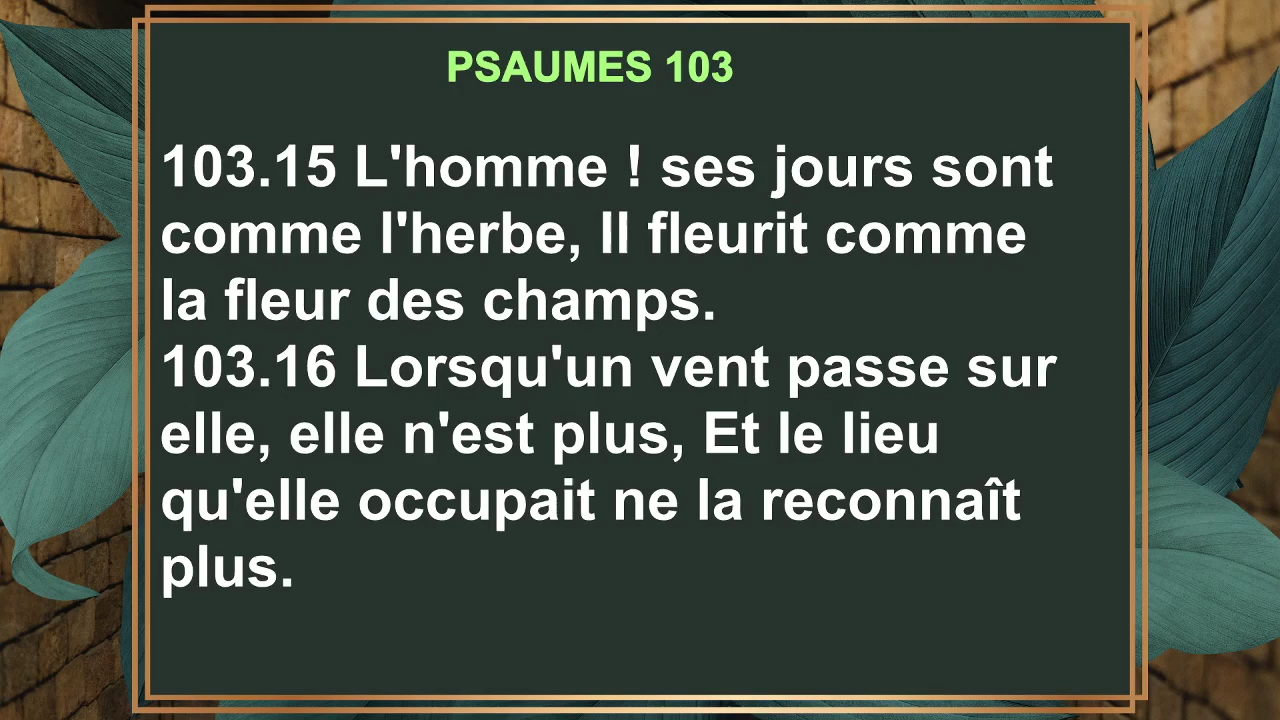 PSAUMES 103
103.15 L'homme ! ses jours sont
comme l'herbe, Il fleurit comme
la fleur des champs.
103.16 Lorsqu'un vent passe sur
elle, elle n'est plus, Et le lieu
qu'elle occupait ne la reconnaît
plus.